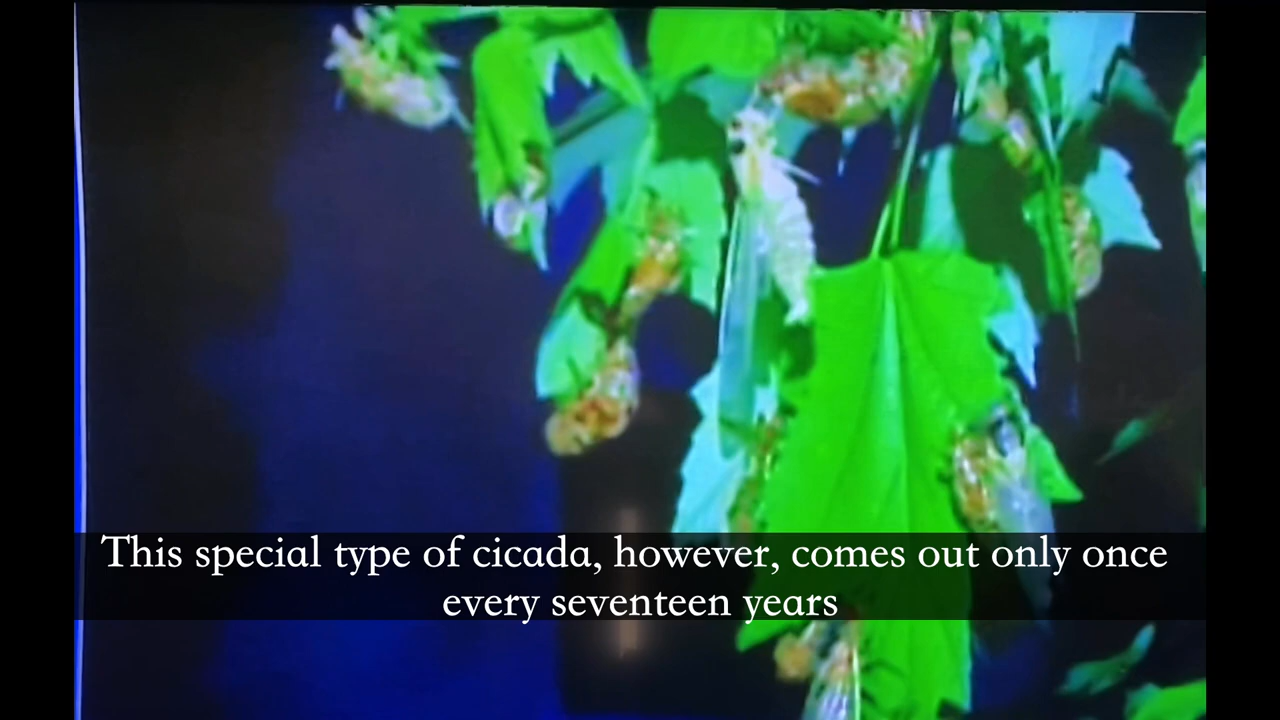 This special type of cicada, however, comes out only once
every seventeen years